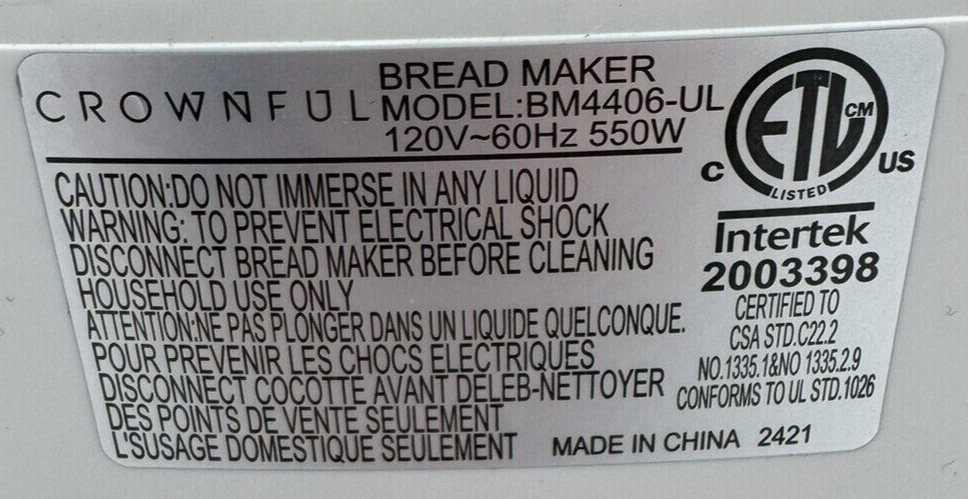 CROWNFUL
BREAD MAKER
MODEL:BM4406-UL
120V~60Hz 550W
CAUTION:DO NOT IMMERSE IN ANY LIQUID
WARNING: TO PREVENT ELECTRICAL SHOCK
DISCONNECT BREAD MAKER BEFORE CLEANING
HOUSEHOLD USE ONLY
ATTENTION:NE PAS PLONGER DANS UN LIQUIDE QUELCONQUE.
POUR PREVENIR LES CHOCS ELECTRIQUES
DISCONNECT COCOTTE AVANT DELEB-NETTOYER
DES POINTS DE VENTE SEULEMENT
L'SUSAGE DOMESTIQUE SEULEMENT
C ETL CM US
LISTED
Intertek
2003398
CERTIFIED TO
CSA STD.C22.2
NO.1335.1&NO 1335.2.9
CONFORMS TO UL STD.1026
MADE IN CHINA 2421